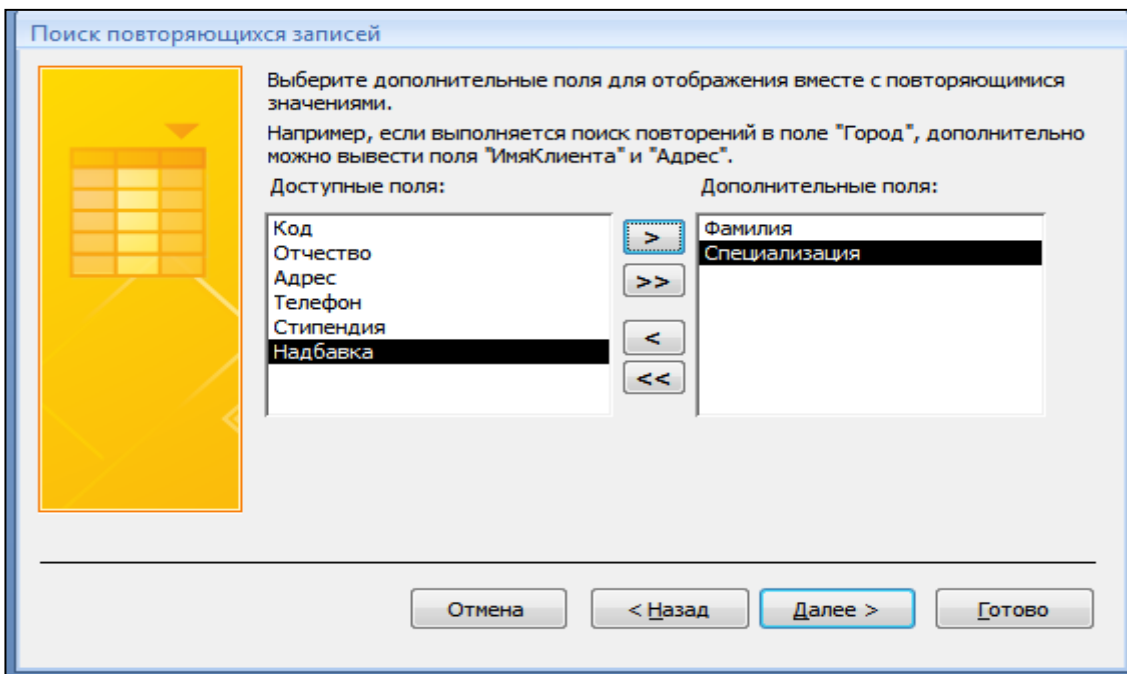 Поиск повторяющихся записей
Выберите дополнительные поля для отображения вместе с повторяющимися
значениями.
Например, если выполняется поиск повторений в поле "Город", дополнительно
можно вывести поля "ИмяКлиента" и "Адрес".
Доступные поля:
Код
Отчество
Адрес
Телефон
Стипендия
Надбавка
>
>>
<
<<
Дополнительные поля:
Фамилия
Специализация
Отмена
< Назад
Далее >
Готово